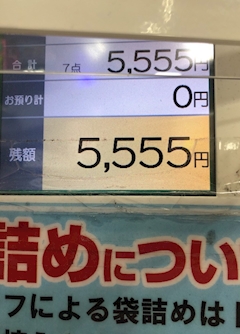 合計 7点 5,555円
お預り計 0円
残額 5,555円
詰めについ
フによる袋詰めは